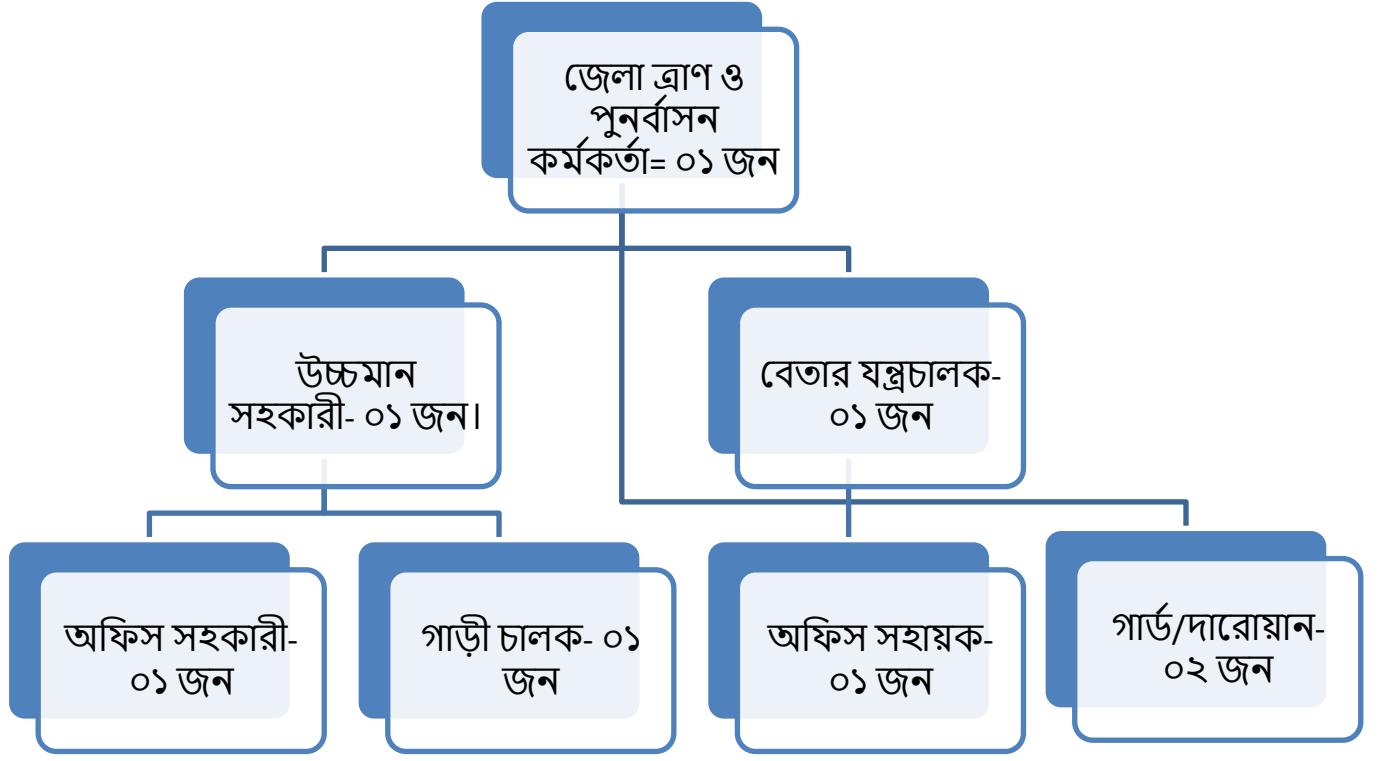 জেলা ত্রাণ ও
পুনর্বাসন
কর্মকর্তা= ০১ জন
উচ্চমান
সহকারী- ০১ জন।
বেতার যন্ত্রচালক-
০১ জন
অফিস সহকারী-
০১ জন
গাড়ী চালক- ০১
জন
অফিস সহায়ক-
০১ জন
গার্ড/দারোয়ান-
০২ জন